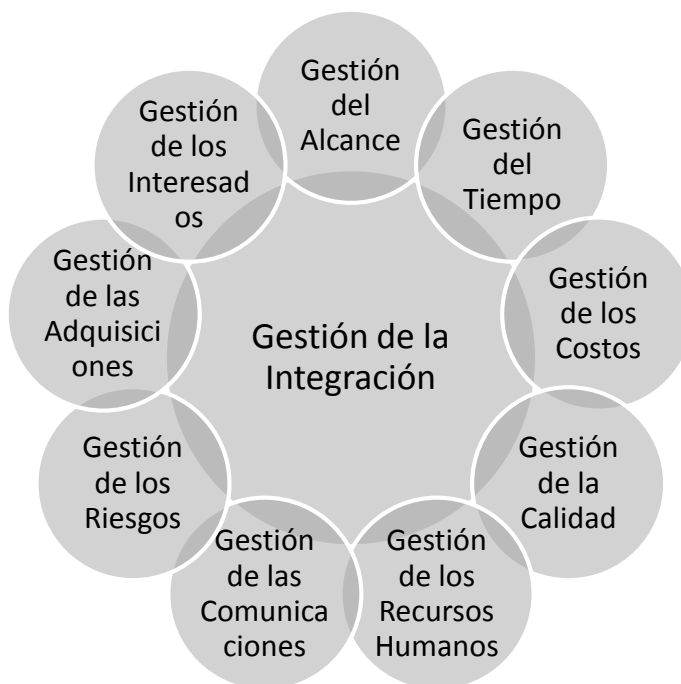 Gestión
del
Alcance
Gestión
del
Tiempo
Gestión
de los
Costos
Gestión
de la
Calidad
Gestión
de los
Recursos
Humanos
Gestión
de las
Comunica
ciones
Gestión
de los
Riesgos
Gestión
de las
Adquisici
ones
Gestión
de los
Interesad
os
Gestión de la
Integración